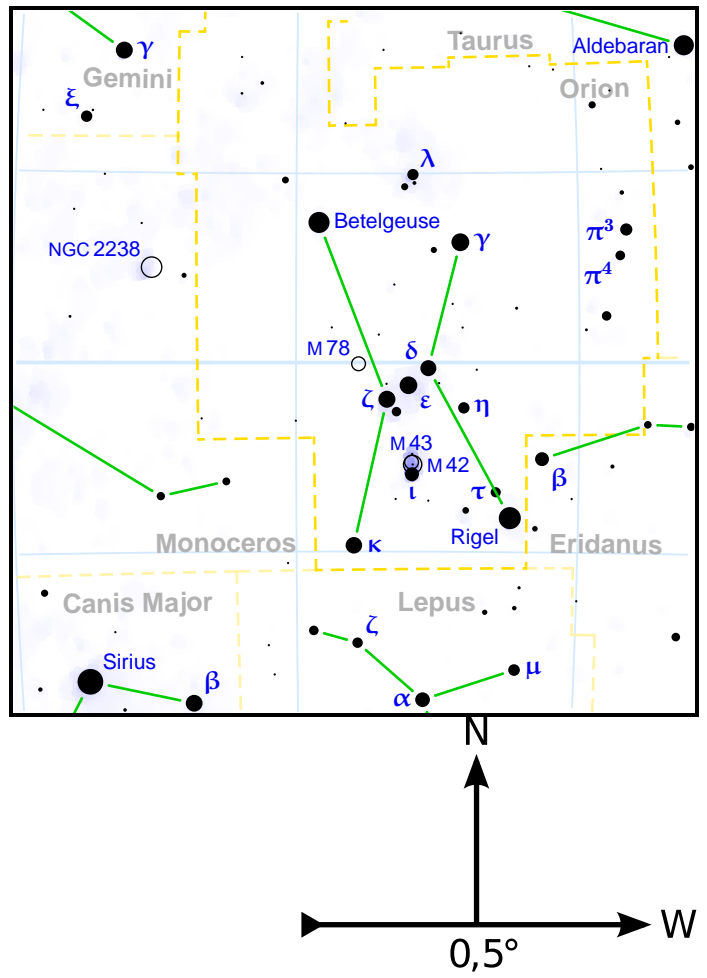 Taurus
Aldebaran
γ
Gemini
Orion
ξ
λ
Betelgeuse
γ
π³
NGC 2238
π⁴
M 78
δ
ζ
ε
η
M 43
M 42
β
ι
τ
Rigel
Monoceros
κ
Eridanus
Canis Major
Lepus
ζ
Sirius
β
μ
α
N
W
0,5°